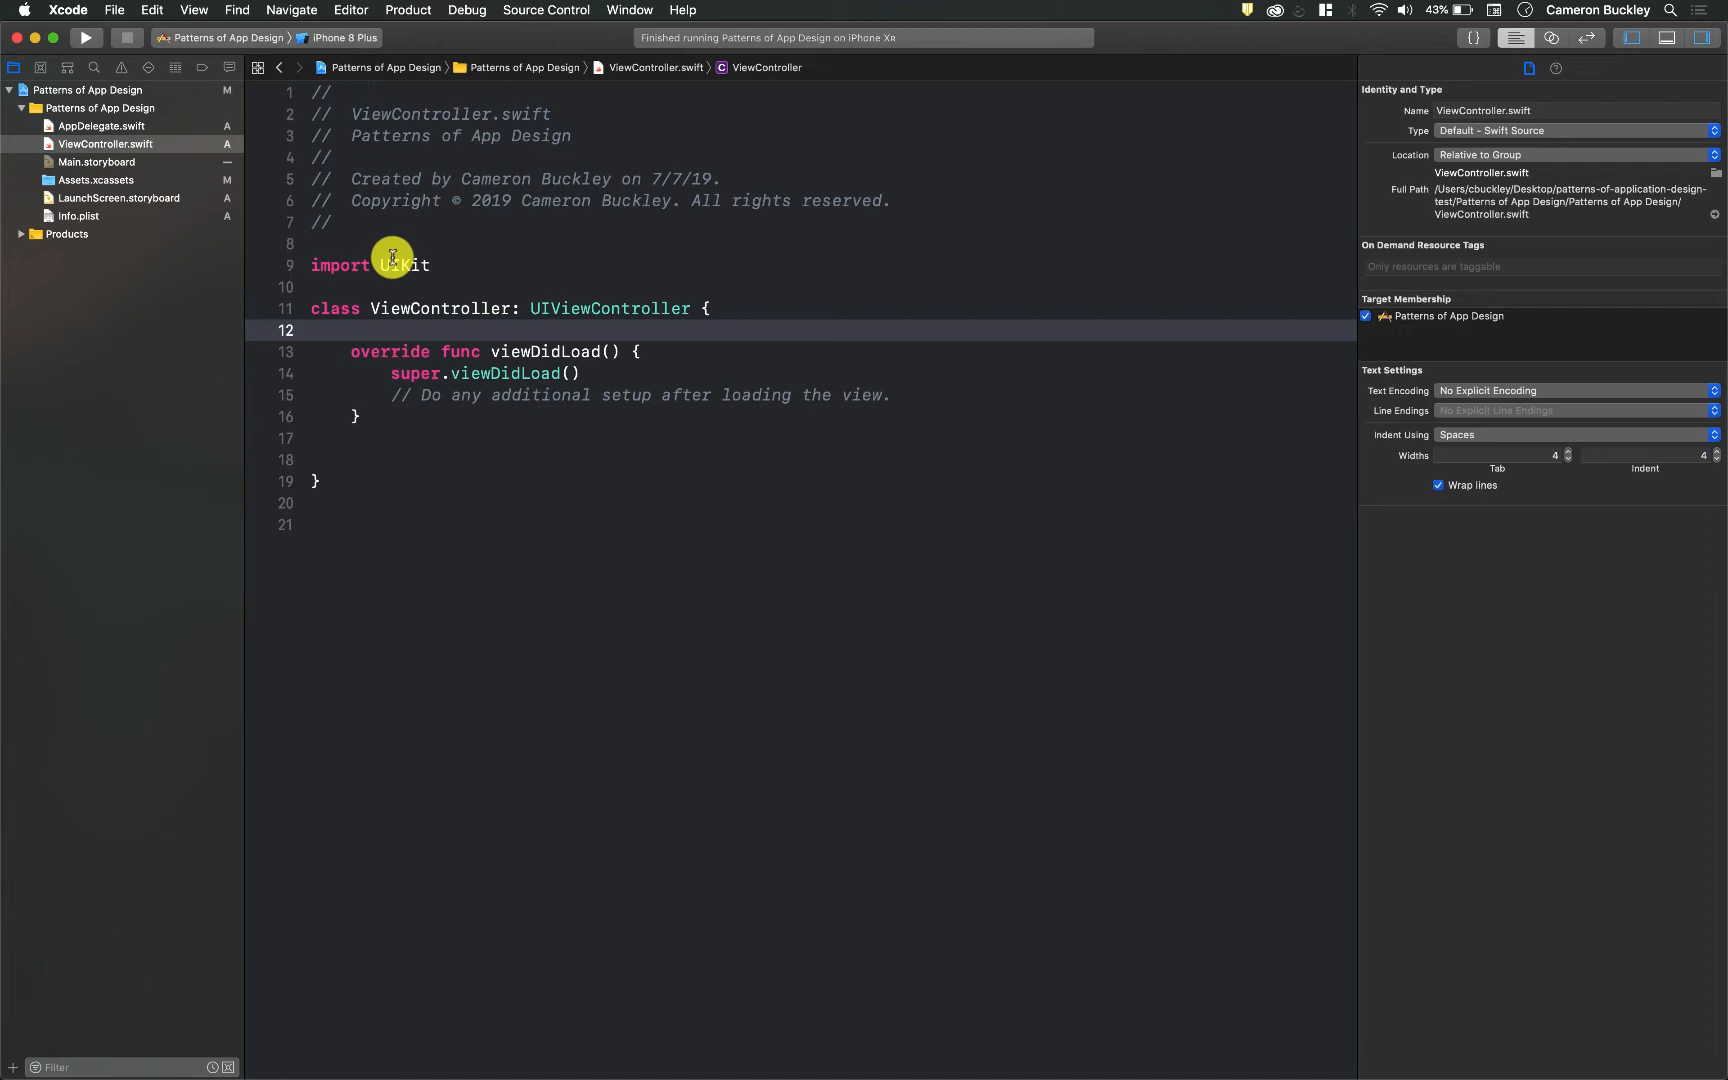 Xcode File Edit View Find Navigate Editor Product Debug Source Control Window Help 43% Cameron Buckley
Patterns of App Design 〉 iPhone 8 Plus
Finished running Patterns of App Design on iPhone Xʀ
{ }
Patterns of App Design 〉 Patterns of App Design 〉 ViewController.swift 〉 C ViewController
Patterns of App Design M
Patterns of App Design
AppDelegate.swift A
ViewController.swift A
Main.storyboard —
Assets.xcassets M
LaunchScreen.storyboard A
Info.plist A
Products
Filter
1 //
2 //  ViewController.swift
3 //  Patterns of App Design
4 //
5 //  Created by Cameron Buckley on 7/7/19.
6 //  Copyright © 2019 Cameron Buckley. All rights reserved.
7 //
8
9 import UIKit
10
11 class ViewController: UIViewController {
12
13     override func viewDidLoad() {
14         super.viewDidLoad()
15         // Do any additional setup after loading the view.
16     }
17
18
19 }
20
21
Identity and Type
Name ViewController.swift
Type Default - Swift Source
Location Relative to Group
ViewController.swift
Full Path /Users/cbuckley/Desktop/patterns-of-application-design-
test/Patterns of App Design/Patterns of App Design/
ViewController.swift
On Demand Resource Tags
Only resources are taggable
Target Membership
Patterns of App Design
Text Settings
Text Encoding No Explicit Encoding
Line Endings No Explicit Line Endings
Indent Using Spaces
Widths 4 4
Tab Indent
Wrap lines